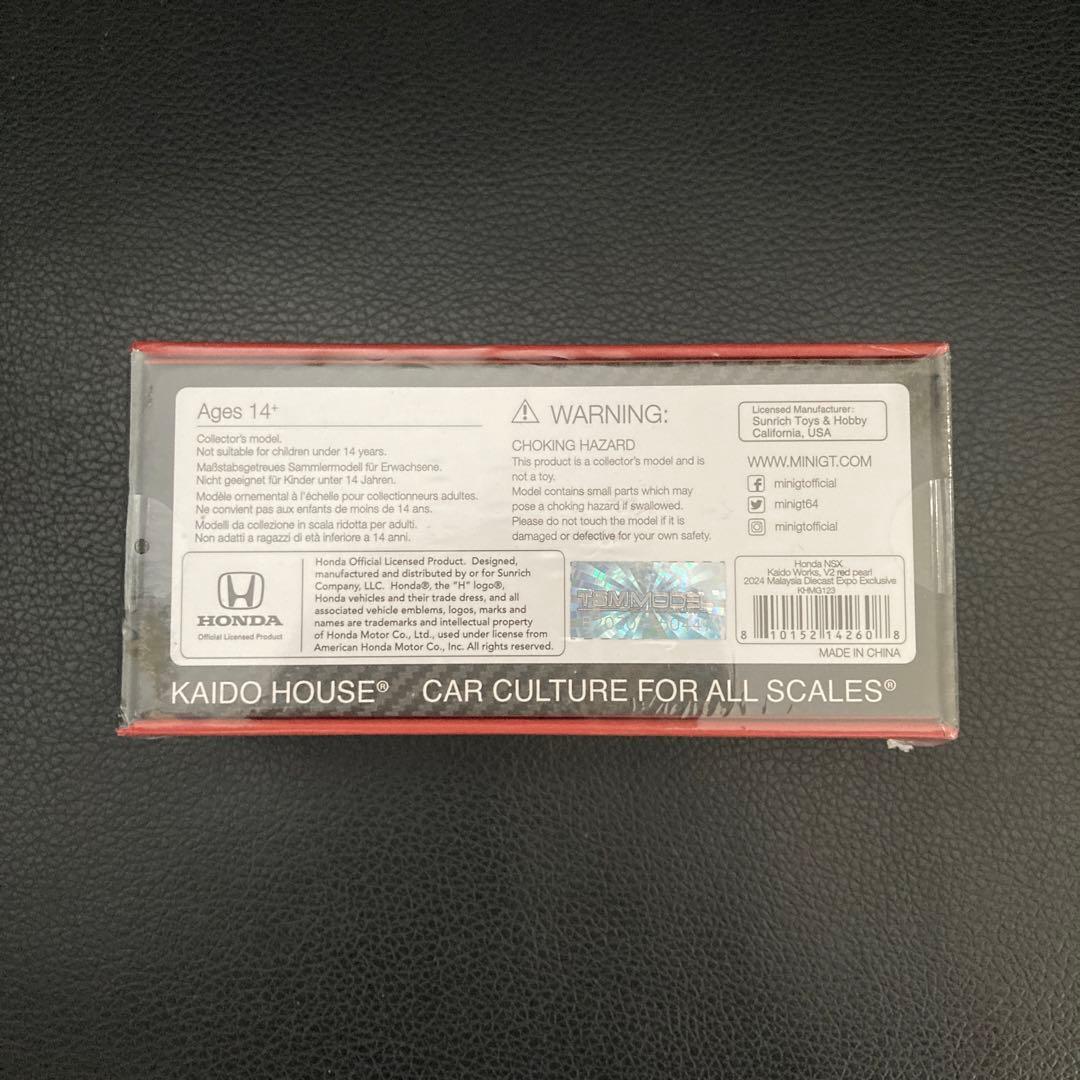 Ages 14+
Collector's model.
Not suitable for children under 14 years.
Maßstabsgetreues Sammlermodell für Erwachsene.
Nicht geeignet für Kinder unter 14 Jahren.
Modèle ornemental à l'échelle pour collectionneurs adultes.
Ne convient pas aux enfants de moins de 14 ans.
Modelli da collezione in scala ridotta per adulti.
Non adatti a ragazzi di età inferiore a 14 anni.
WARNING:
CHOKING HAZARD
This product is a collector's model and is
not a toy.
Model contains small parts which may
pose a choking hazard if swallowed.
Please do not touch the model if it is
damaged or defective for your own safety.
Licensed Manufacturer:
Sunrich Toys & Hobby
California, USA
WWW.MINIGT.COM
minigtofficial
minigt64
minigtofficial
HONDA
Official Licensed Product
Honda Official Licensed Product. Designed,
manufactured and distributed by or for Sunrich
Company, LLC. Honda®, the "H" logo®,
Honda vehicles and their trade dress, and all
associated vehicle emblems, logos, marks and
names are trademarks and intellectual property
of Honda Motor Co., Ltd., used under license from
American Honda Motor Co., Inc. All rights reserved.
TSM MODEL
Honda NSX
Kaido Works, V2 red pearl
2024 Malaysia Diecast Expo Exclusive
KHMG123
8 10152 14260 8
MADE IN CHINA
KAIDO HOUSE® CAR CULTURE FOR ALL SCALES®